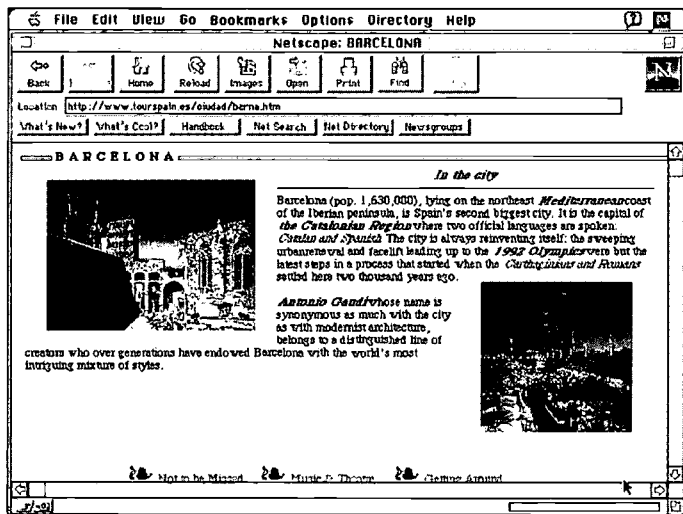 File Edit View Go Bookmarks Options Directory Help
Netscape: BARCELONA
Back Home Reload Images Open Print Find
N
Location: http://www.tourspain.es/ciudad/barna.htm
What's New? What's Cool? Handbook Net Search Net Directory Newsgroups
BARCELONA
In the city
Barcelona (pop. 1,630,000), lying on the northeast Mediterranean coast
of the Iberian peninsula, is Spain's second biggest city. It is the capital of
the Catalonian Region where two official languages are spoken:
Catalan and Spanish The city is always reinventing itself: the sweeping
urban renewal and facelift leading up to the 1992 Olympics were but the
latest steps in a process that started when the Carthaginians and Romans
settled here two thousand years ago.
Antonio Gaudi whose name is
synonymous as much with the city
as with modernist architecture,
belongs to a distinguished line of
creators who over generations have endowed Barcelona with the world's most
intriguing mixture of styles.
Not to be Missed Music & Theatre Getting Around